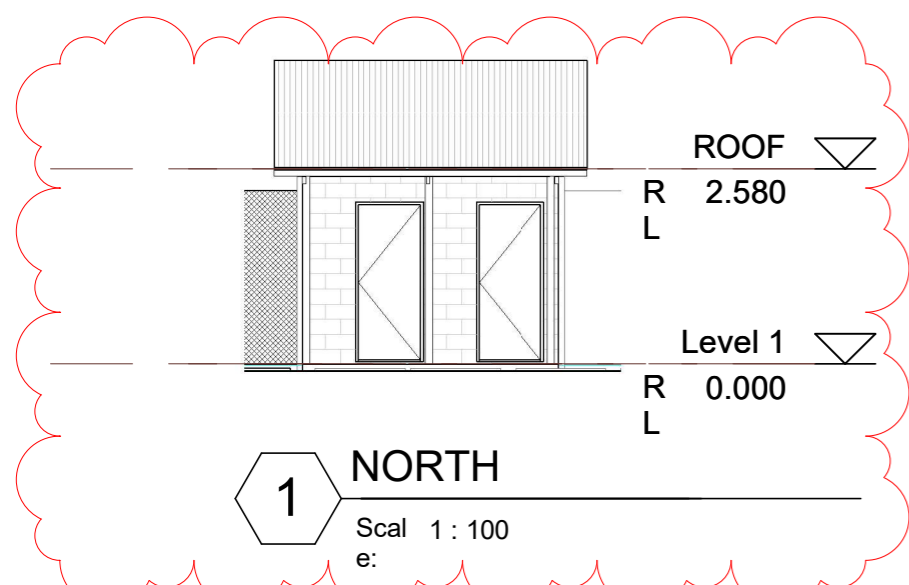 ROOF
R 2.580
L
Level 1
R 0.000
L
1 NORTH
Scal 1 : 100
e: